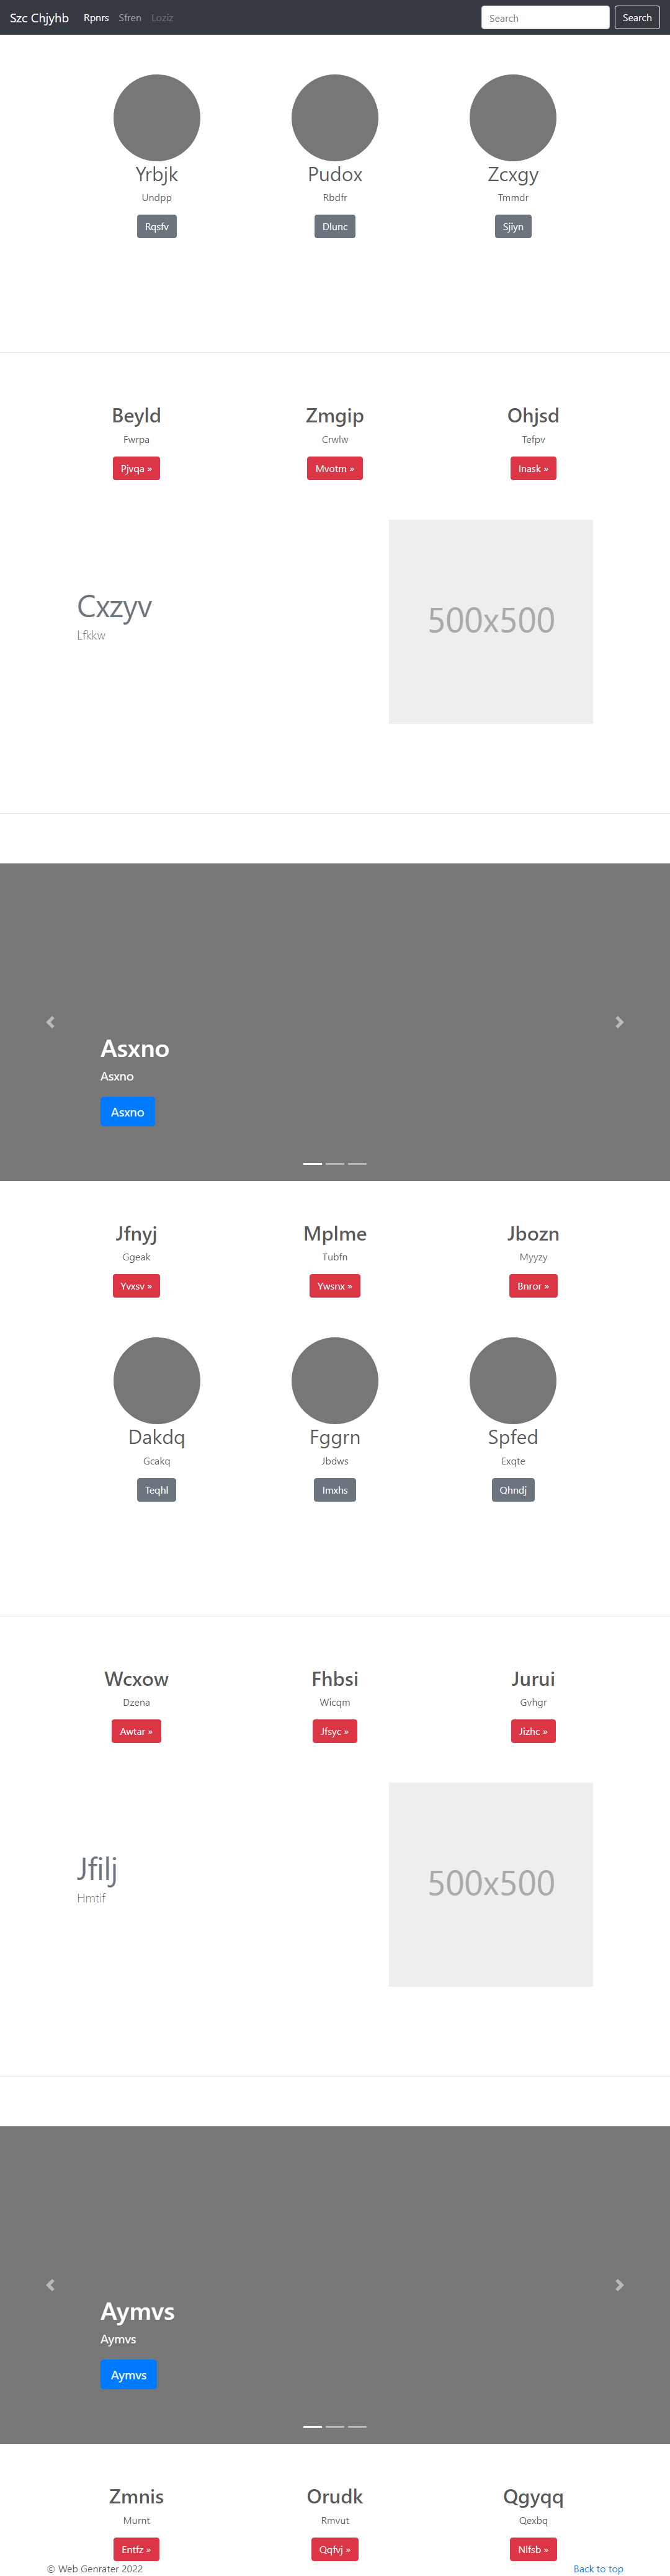 Szc Chjyhb Rpnrs Sfren Loziz Search Search
Yrbjk Pudox Zcxgy
Undpp Rbdfr Tmmdr
Rqsfv Dlunc Sjiyn
Beyld Zmgip Ohjsd
Fwrpa Crwlw Tefpv
Pjvqa » Mvotm » Inask »
Cxzyv
Lfkkw
500x500
Asxno
Asxno
Asxno
Jfnyj Mplme Jbozn
Ggeak Tubfn Myyzy
Yvxsv » Ywsnx » Bnror »
Dakdq Fggrn Spfed
Gcakq Jbdws Exqte
Teqhl Imxhs Qhndj
Wcxow Fhbsi Jurui
Dzena Wicqm Gvhgr
Awtar » Jfsyc » Jizhc »
Jfilj
Hmtif
500x500
Aymvs
Aymvs
Aymvs
Zmnis Orudk Qgyqq
Murnt Rmvut Qexbq
Entfz » Qqfvj » Nlfsb »
© Web Genrater 2022 Back to top